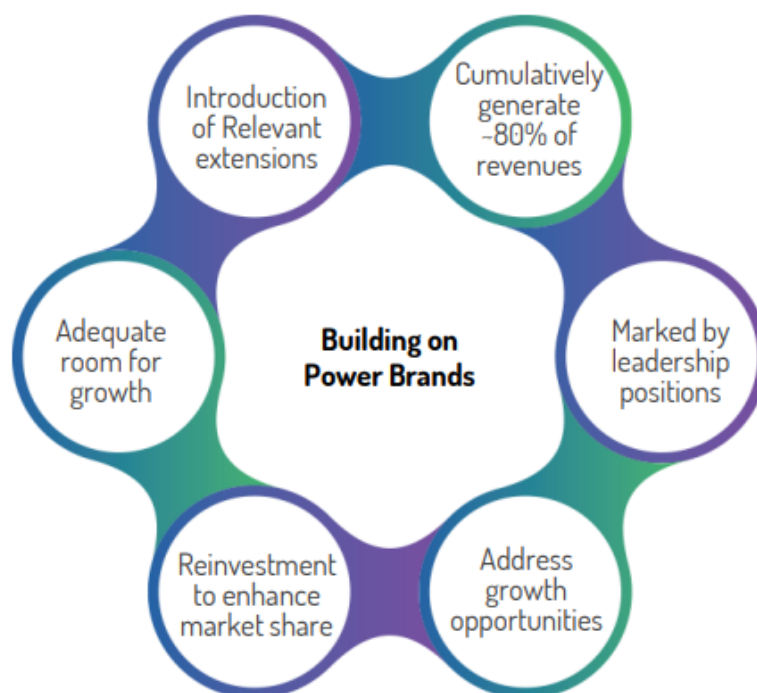 Introduction
of Relevant
extensions
Cumulatively
generate
~80% of
revenues
Adequate
room for
growth
Building on
Power Brands
Marked by
leadership
positions
Reinvestment
to enhance
market share
Address
growth
opportunities